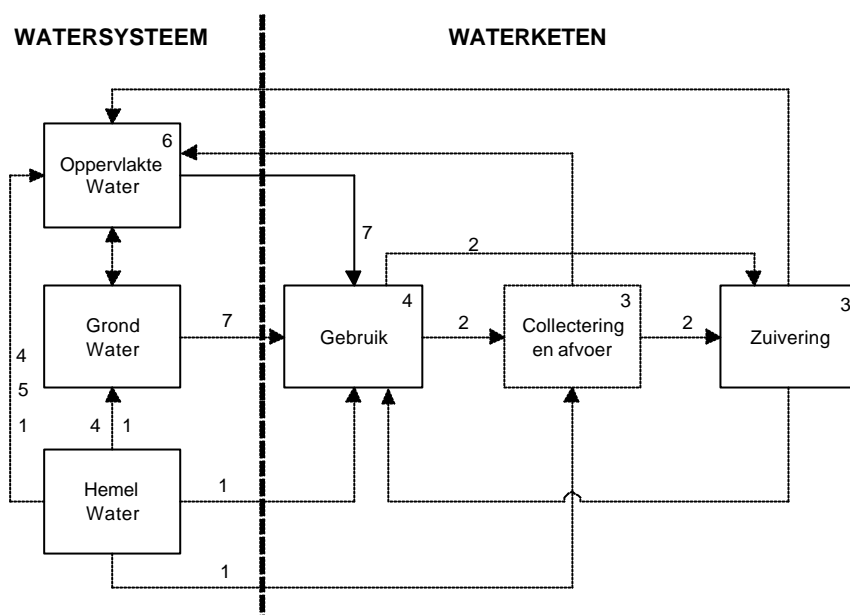 WATERSYSTEEM
WATERKETEN
6
Oppervlakte
Water
7
2
Grond
Water
7
4
Gebruik
2
3
Collectering
en afvoer
2
3
Zuivering
4
5
1
4 1
Hemel
Water
1
1